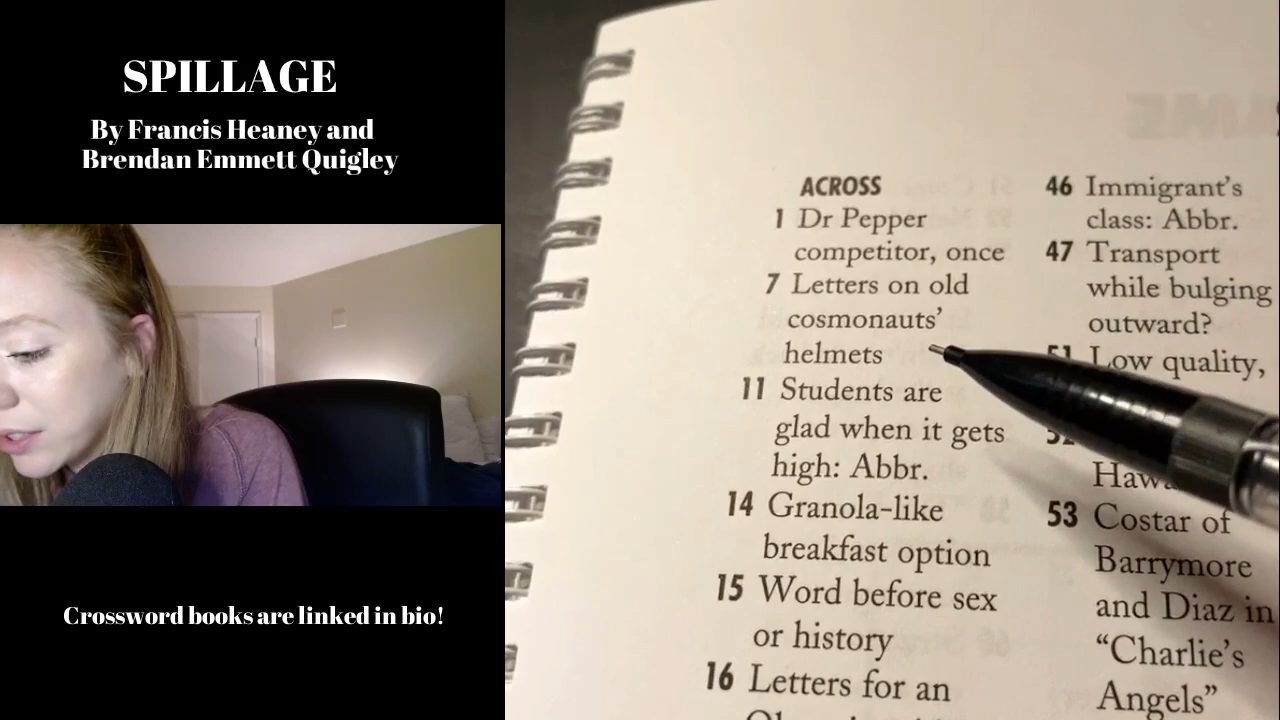 SPILLAGE
By Francis Heaney and
Brendan Emmett Quigley
Crossword books are linked in bio!
ACROSS
1 Dr Pepper
competitor, once
7 Letters on old
cosmonauts'
helmets
11 Students are
glad when it gets
high: Abbr.
14 Granola-like
breakfast option
15 Word before sex
or history
16 Letters for an
46 Immigrant's
class: Abbr.
47 Transport
while bulging
outward?
51 Low quality,
53 Costar of
Barrymore
and Diaz in
"Charlie's
Angels"